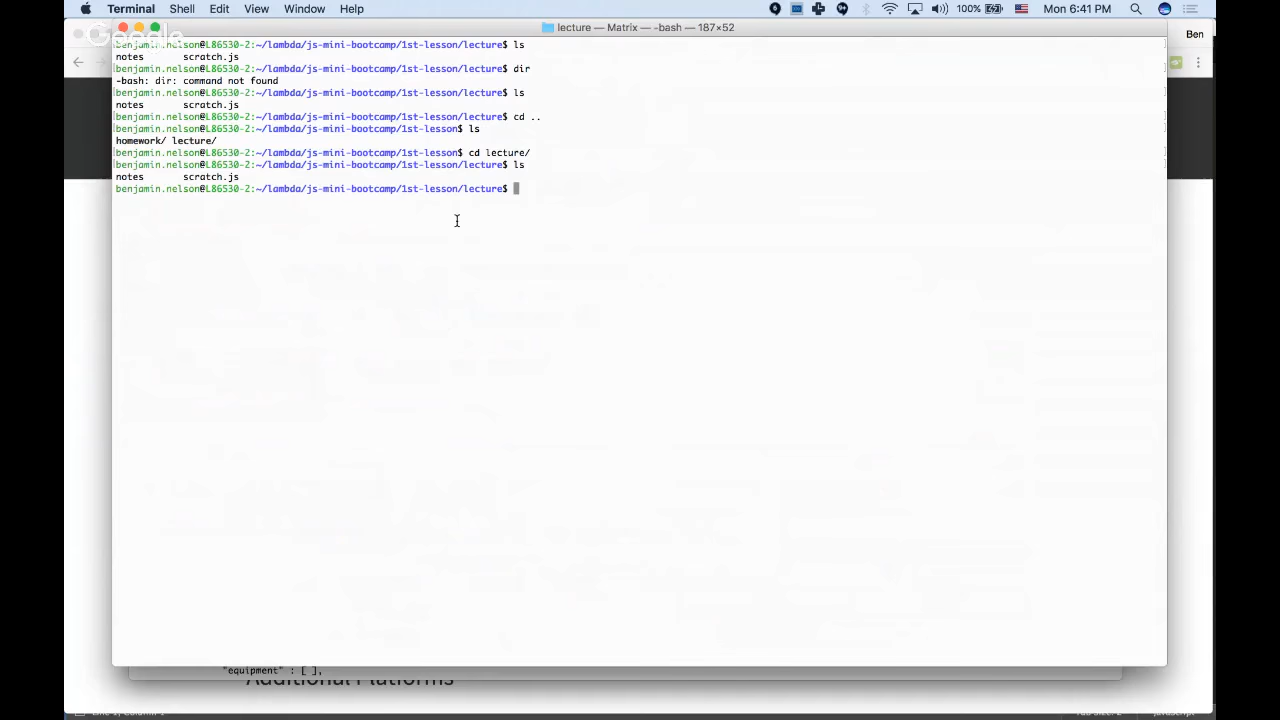 Terminal Shell Edit View Window Help 100% Mon 6:41 PM
lecture — Matrix — -bash — 187×52
Google
Ben
benjamin.nelson@L86530-2:~/lambda/js-mini-bootcamp/1st-lesson/lecture$ ls
notes scratch.js
benjamin.nelson@L86530-2:~/lambda/js-mini-bootcamp/1st-lesson/lecture$ dir
-bash: dir: command not found
benjamin.nelson@L86530-2:~/lambda/js-mini-bootcamp/1st-lesson/lecture$ ls
notes scratch.js
benjamin.nelson@L86530-2:~/lambda/js-mini-bootcamp/1st-lesson/lecture$ cd ..
benjamin.nelson@L86530-2:~/lambda/js-mini-bootcamp/1st-lesson$ ls
homework/ lecture/
benjamin.nelson@L86530-2:~/lambda/js-mini-bootcamp/1st-lesson$ cd lecture/
benjamin.nelson@L86530-2:~/lambda/js-mini-bootcamp/1st-lesson/lecture$ ls
notes scratch.js
benjamin.nelson@L86530-2:~/lambda/js-mini-bootcamp/1st-lesson/lecture$
"equipment" : [ ],
Additional Platforms